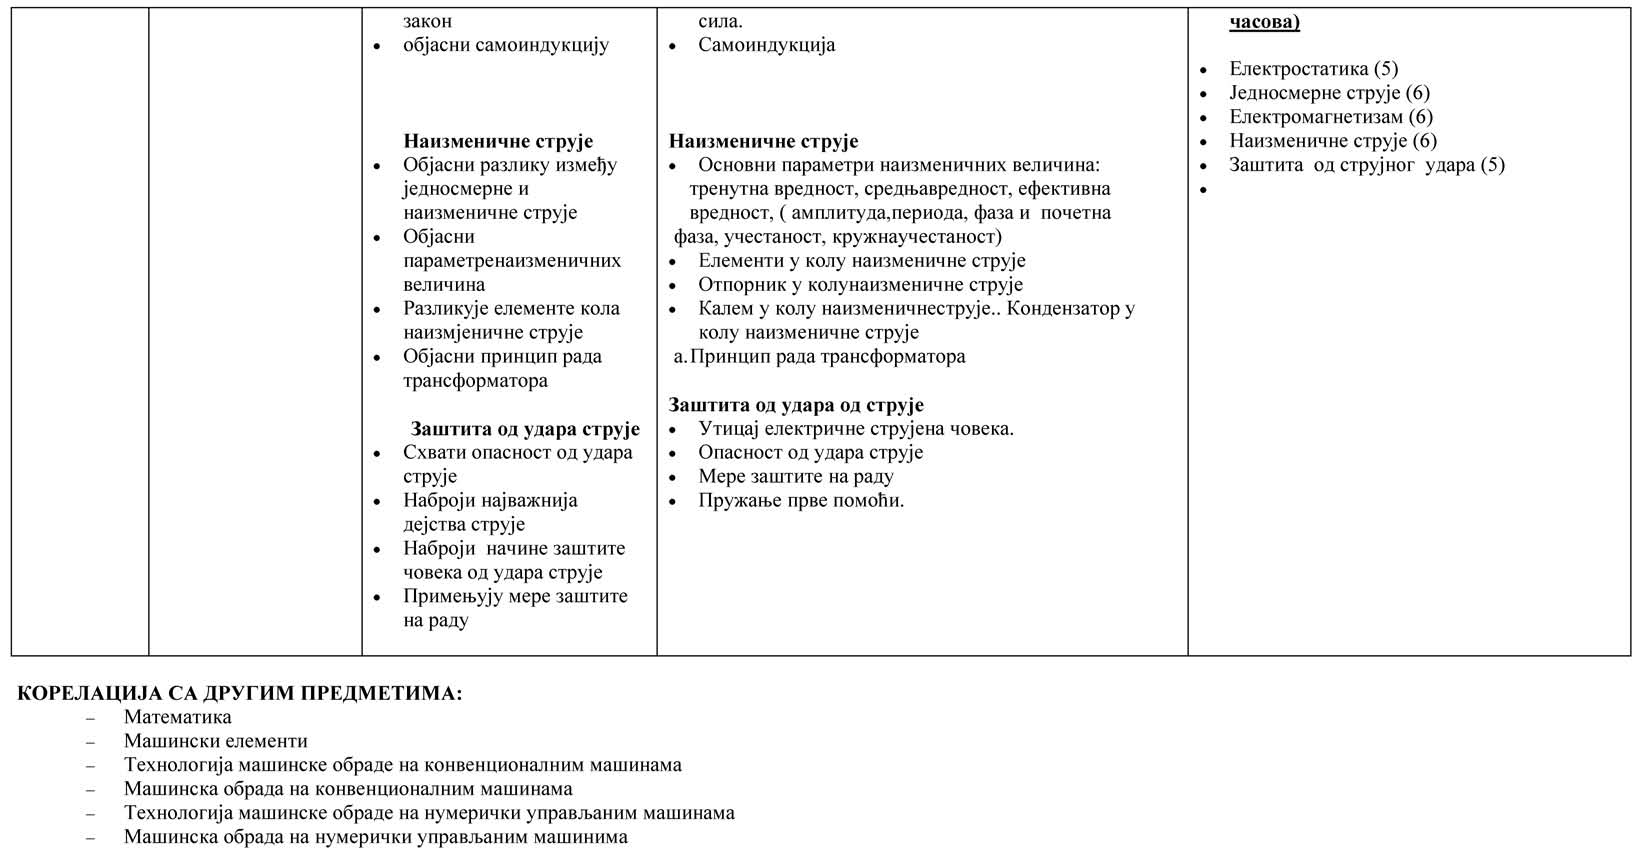 закон
• објасни самоиндукцију
Наизменичне струје
• Објасни разлику између
једносмерне и
наизменичне струје
• Објасни
параметренаизменичних
величина
• Разликује елементе кола
наизмјеничне струје
• Објасни принцип рада
трансформатора
Заштита од удара струје
• Схвати опасност од удара
струје
• Наброји најважнија
дејства струје
• Наброји  начине заштите
човека од удара струје
• Примењују мере заштите
на раду
сила.
• Самоиндукција
Наизменичне струје
• Основни параметри наизменичних величина:
тренутна вредност, средњавредност, ефективна
вредност, ( амплитуда,периода, фаза и  почетна
фаза, учестаност, кружнаучестаност)
• Елементи у колу наизменичне струје
• Отпорник у колунаизменичне струје
• Калем у колу наизменичнеструје.. Кондензатор у
колу наизменичне струје
а. Принцип рада трансформатора
Заштита од удара од струје
• Утицај електричне струјена човека.
• Опасност од удара струје
• Мере заштите на раду
• Пружање прве помоћи.
часова)
• Електростатика (5)
• Једносмерне струје (6)
• Електромагнетизам (6)
• Наизменичне струје (6)
• Заштита  од струјног  удара (5)
•
КОРЕЛАЦИЈА СА ДРУГИМ ПРЕДМЕТИМА:
– Математика
– Машински елементи
– Технологија машинске обраде на конвенционалним машинама
– Машинска обрада на конвенционалним машинама
– Технологија машинске обраде на нумерички управљаним машинама
– Машинска обрада на нумерички управљаним машинима